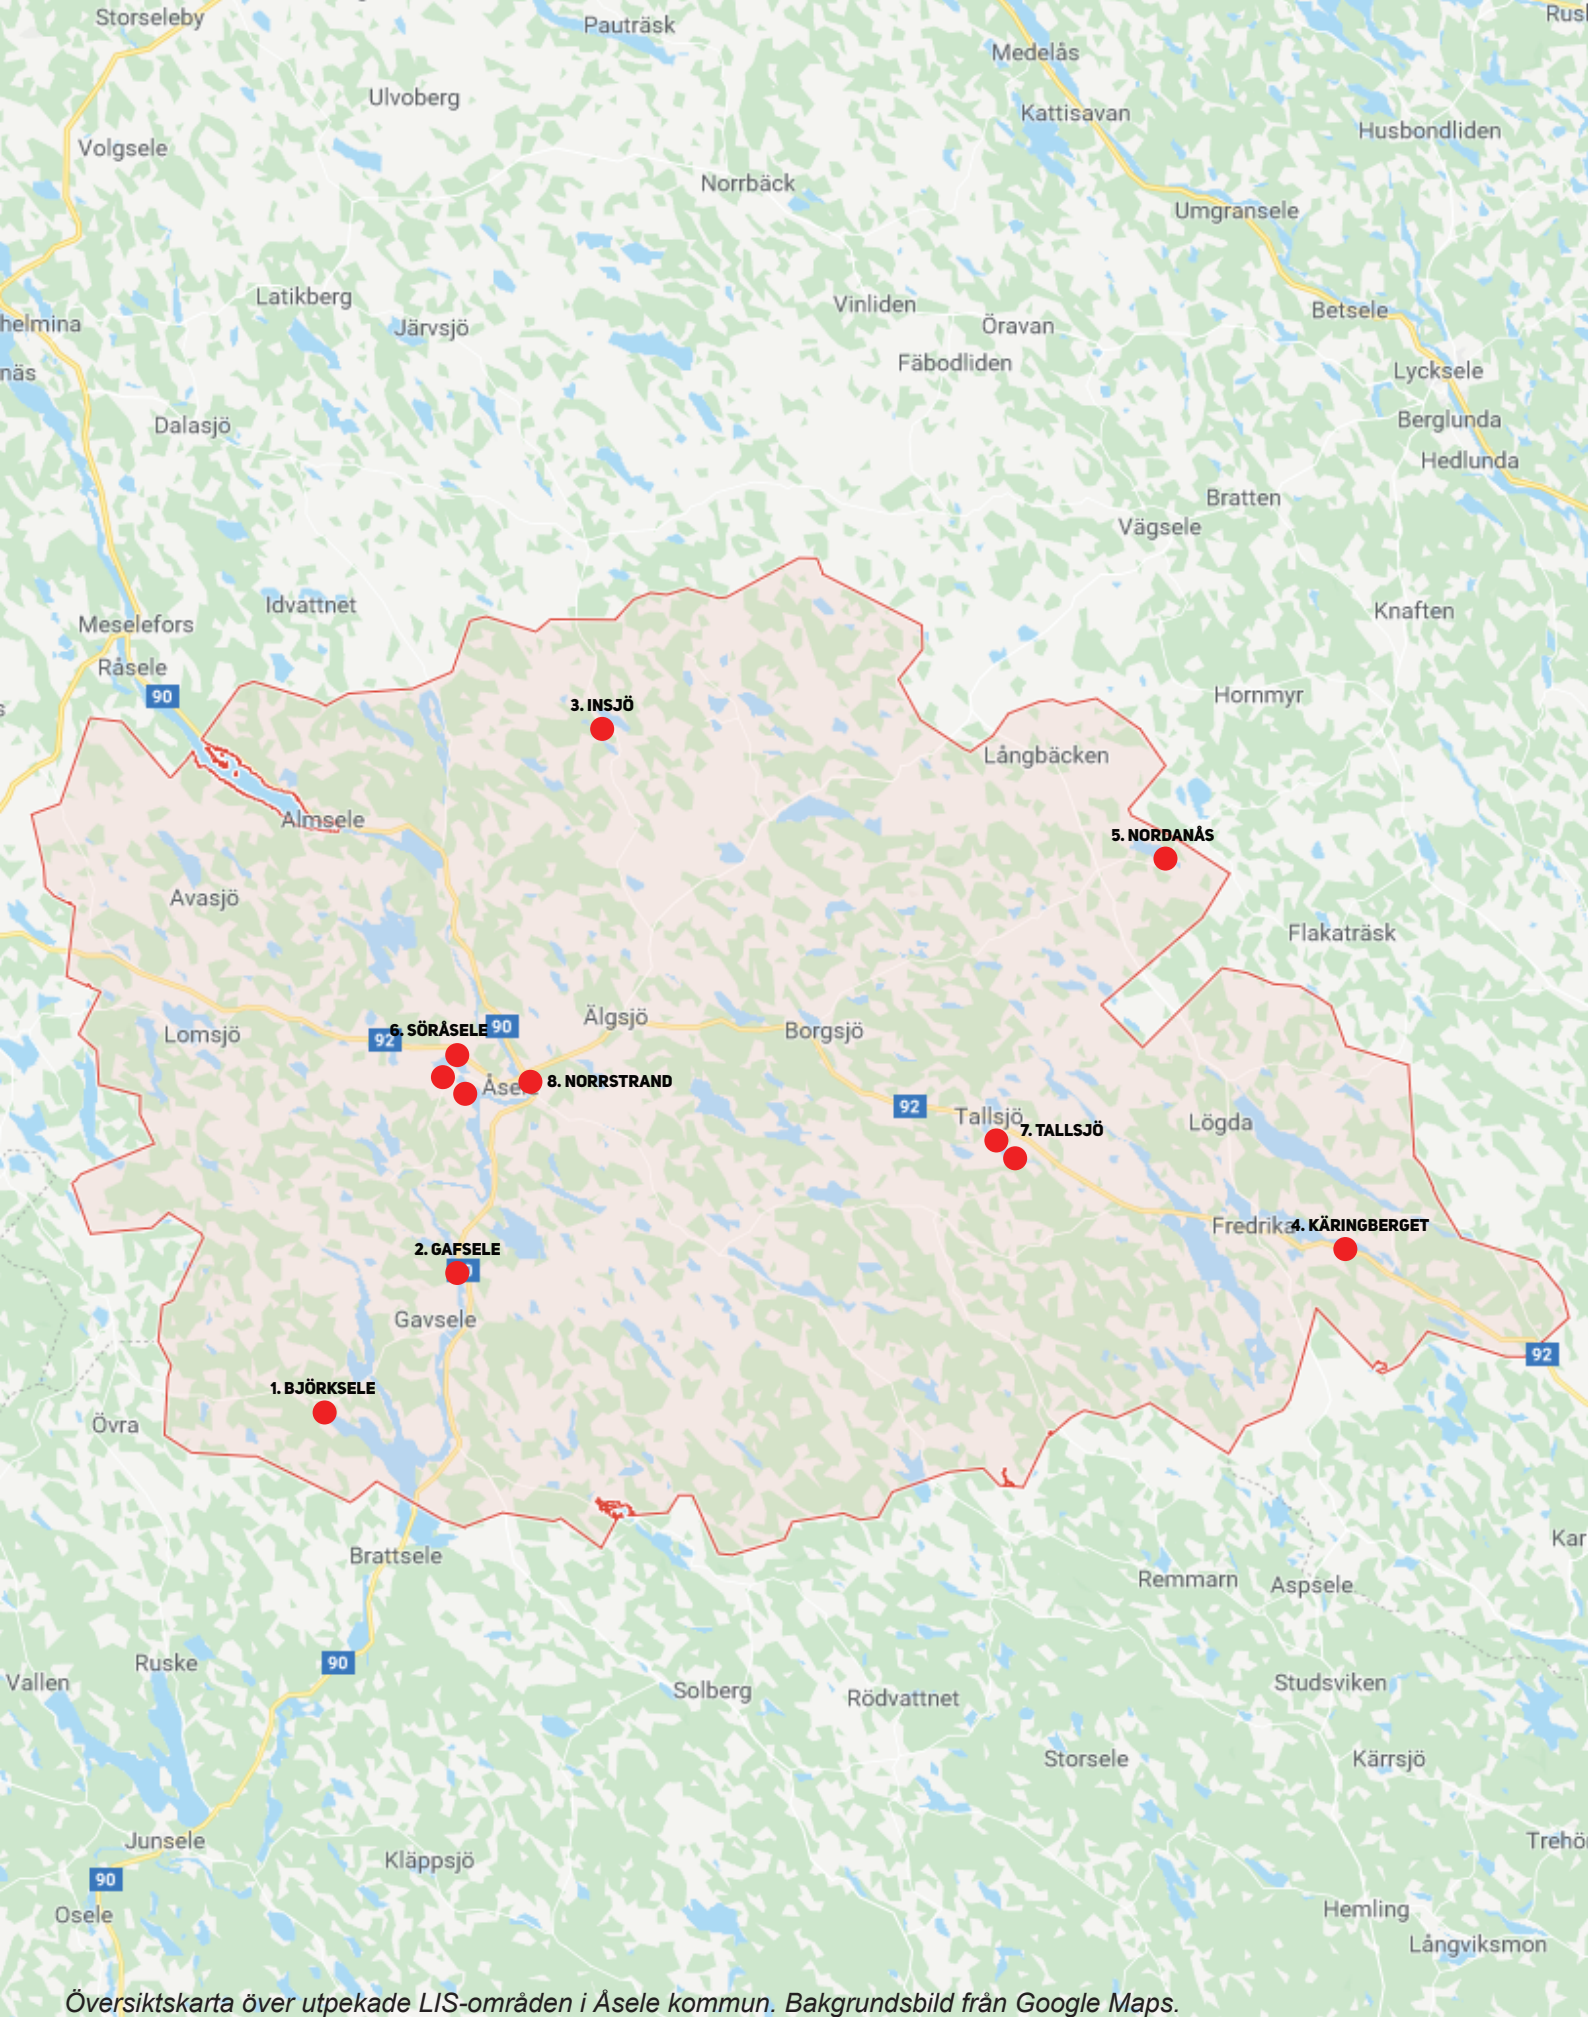 Storseleby
Pauträsk
Medelås
Ulvoberg
Kattisavan
Husbondliden
Volgsele
Norrbäck
Umgransele
Latikberg
Vinliden
Betsele
helmina
Järvsjö
Öravan
Fäbodliden
näs
Lycksele
Dalasjö
Berglunda
Hedlunda
Bratten
Vägsele
Idvattnet
Knaften
Meselefors
Råsele
90
Hornmyr
3. INSJÖ
Långbäcken
Almsele
5. NORDANÅS
Avasjö
Flakaträsk
Älgsjö
Lomsjö
92
6. SÖRÅSELE
90
Borgsjö
Åsele
8. NORRSTRAND
92
Tallsjö
7. TALLSJÖ
Lögda
Fredrika
4. KÄRINGBERGET
2. GAFSELE
Gavsele
92
1. BJÖRKSELE
Övra
Brattsele
Kar
Remmarn
Aspsele
90
Ruske
Vallen
Solberg
Rödvattnet
Studsviken
Storsele
Kärrsjö
Junsele
Trehö
Kläppsjö
90
Osele
Hemling
Långviksmon
Översiktskarta över utpekade LIS-områden i Åsele kommun. Bakgrundsbild från Google Maps.